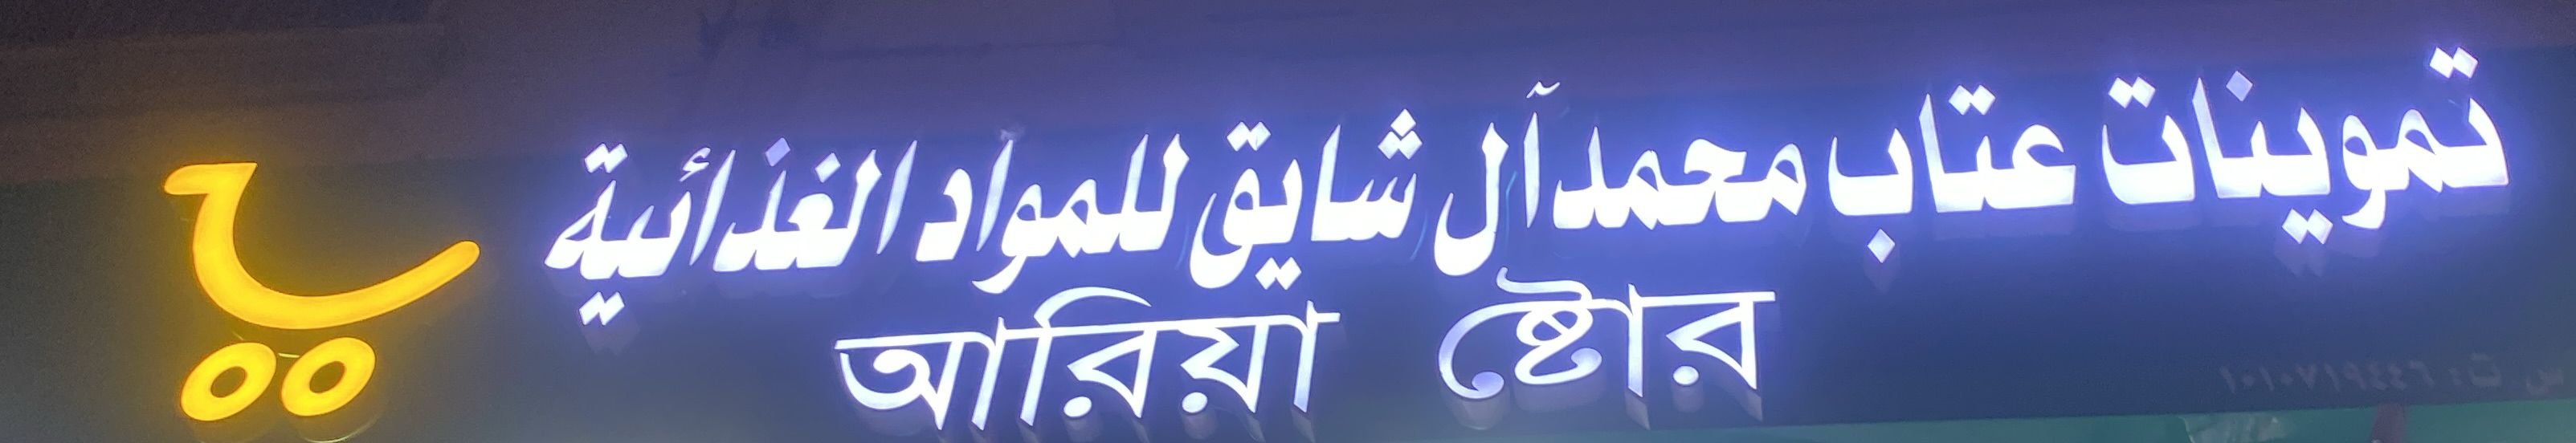 تموينات عتاب محمد آل شايق للمواد الغذائية
আরিয়া ষ্টোর